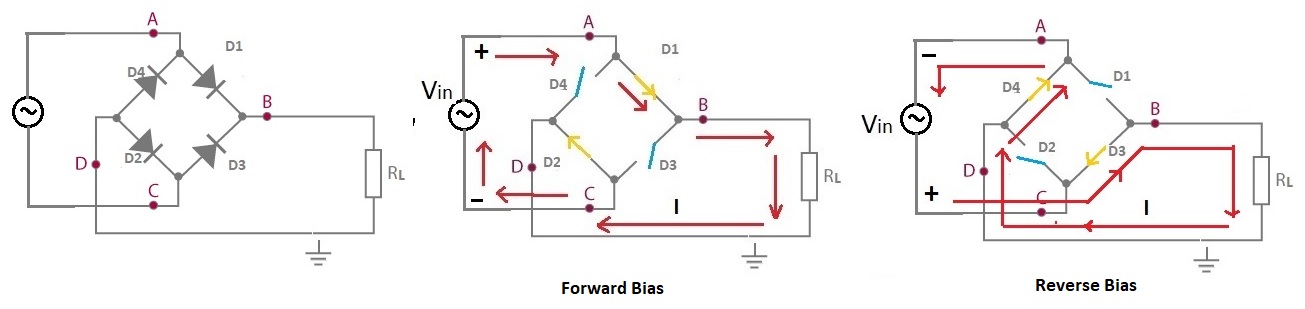 A
D1
D4
B
D2
D3
D
C
RL
A
+
D1
D4
Vin
B
,
D2
D3
D
C
–
I
RL
Forward Bias
A
–
D1
D4
B
Vin
D2
D3
D
C
+
I
RL
Reverse Bias